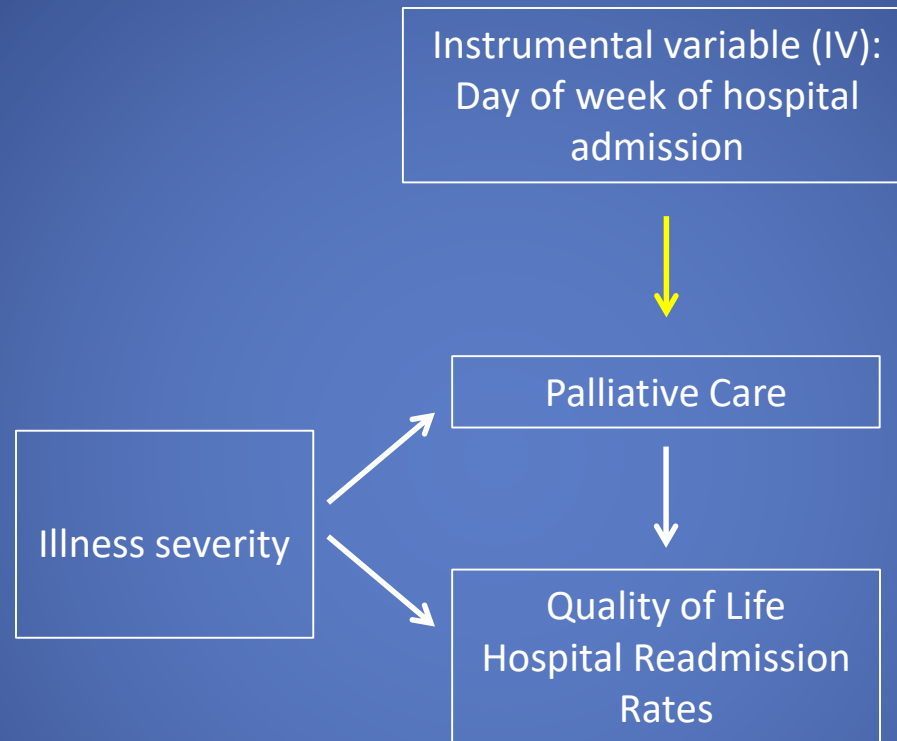 Instrumental variable (IV):
Day of week of hospital
admission
Palliative Care
Illness severity
Quality of Life
Hospital Readmission
Rates